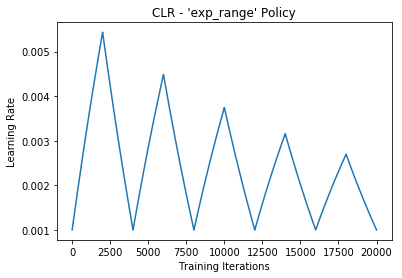 CLR - 'exp_range' Policy
0.005
0.004
0.003
0.002
0.001
Learning Rate
0 2500 5000 7500 10000 12500 15000 17500 20000
Training Iterations